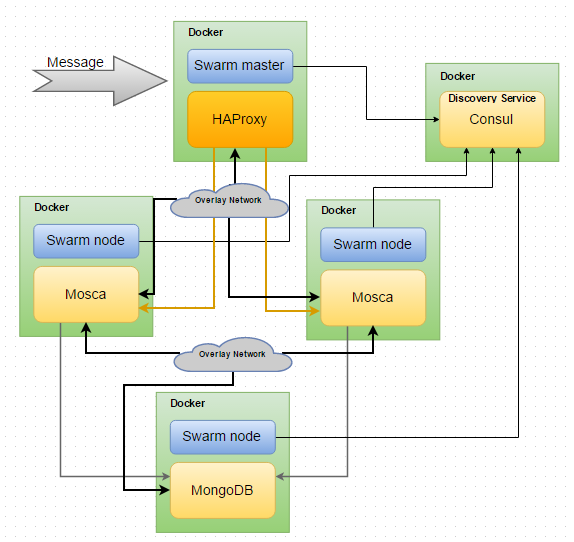 Docker
Message
Swarm master
HAProxy
Docker
Discovery Service
Consul
Overlay Network
Docker
Swarm node
Mosca
Docker
Swarm node
Mosca
Overlay Network
Docker
Swarm node
MongoDB